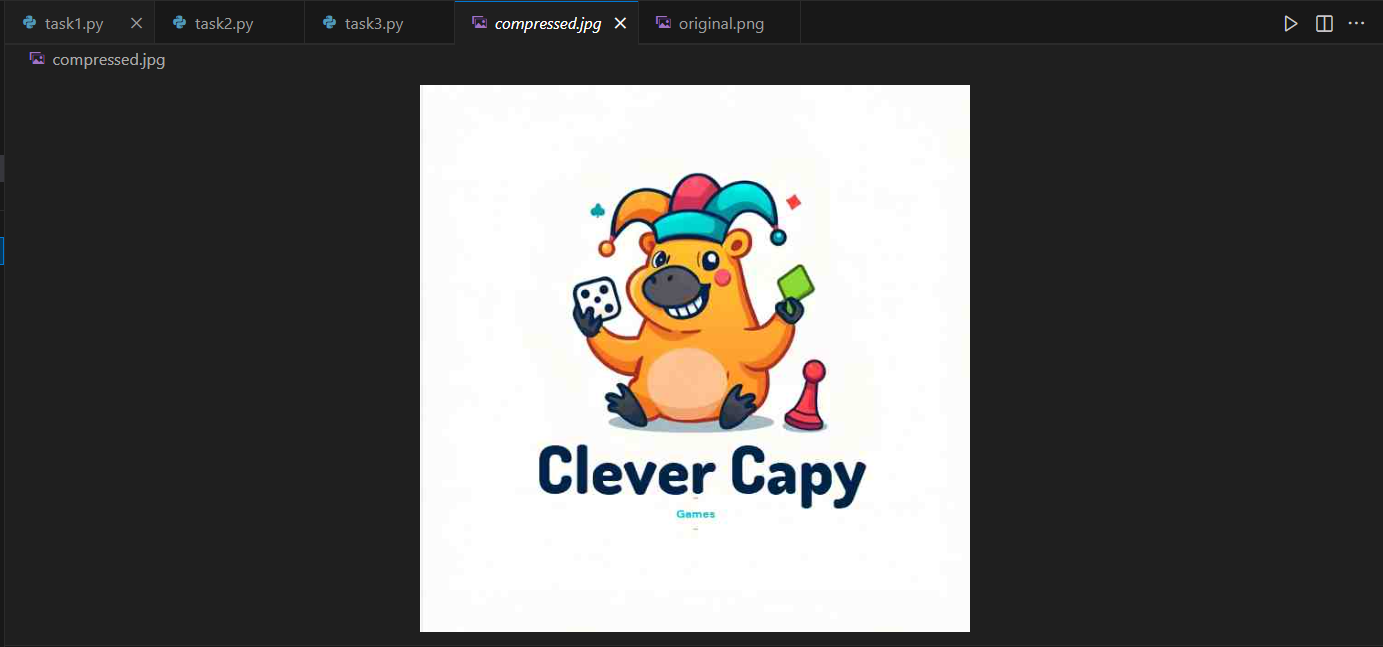 task1.py task2.py task3.py compressed.jpg original.png
compressed.jpg
Clever Capy
Games